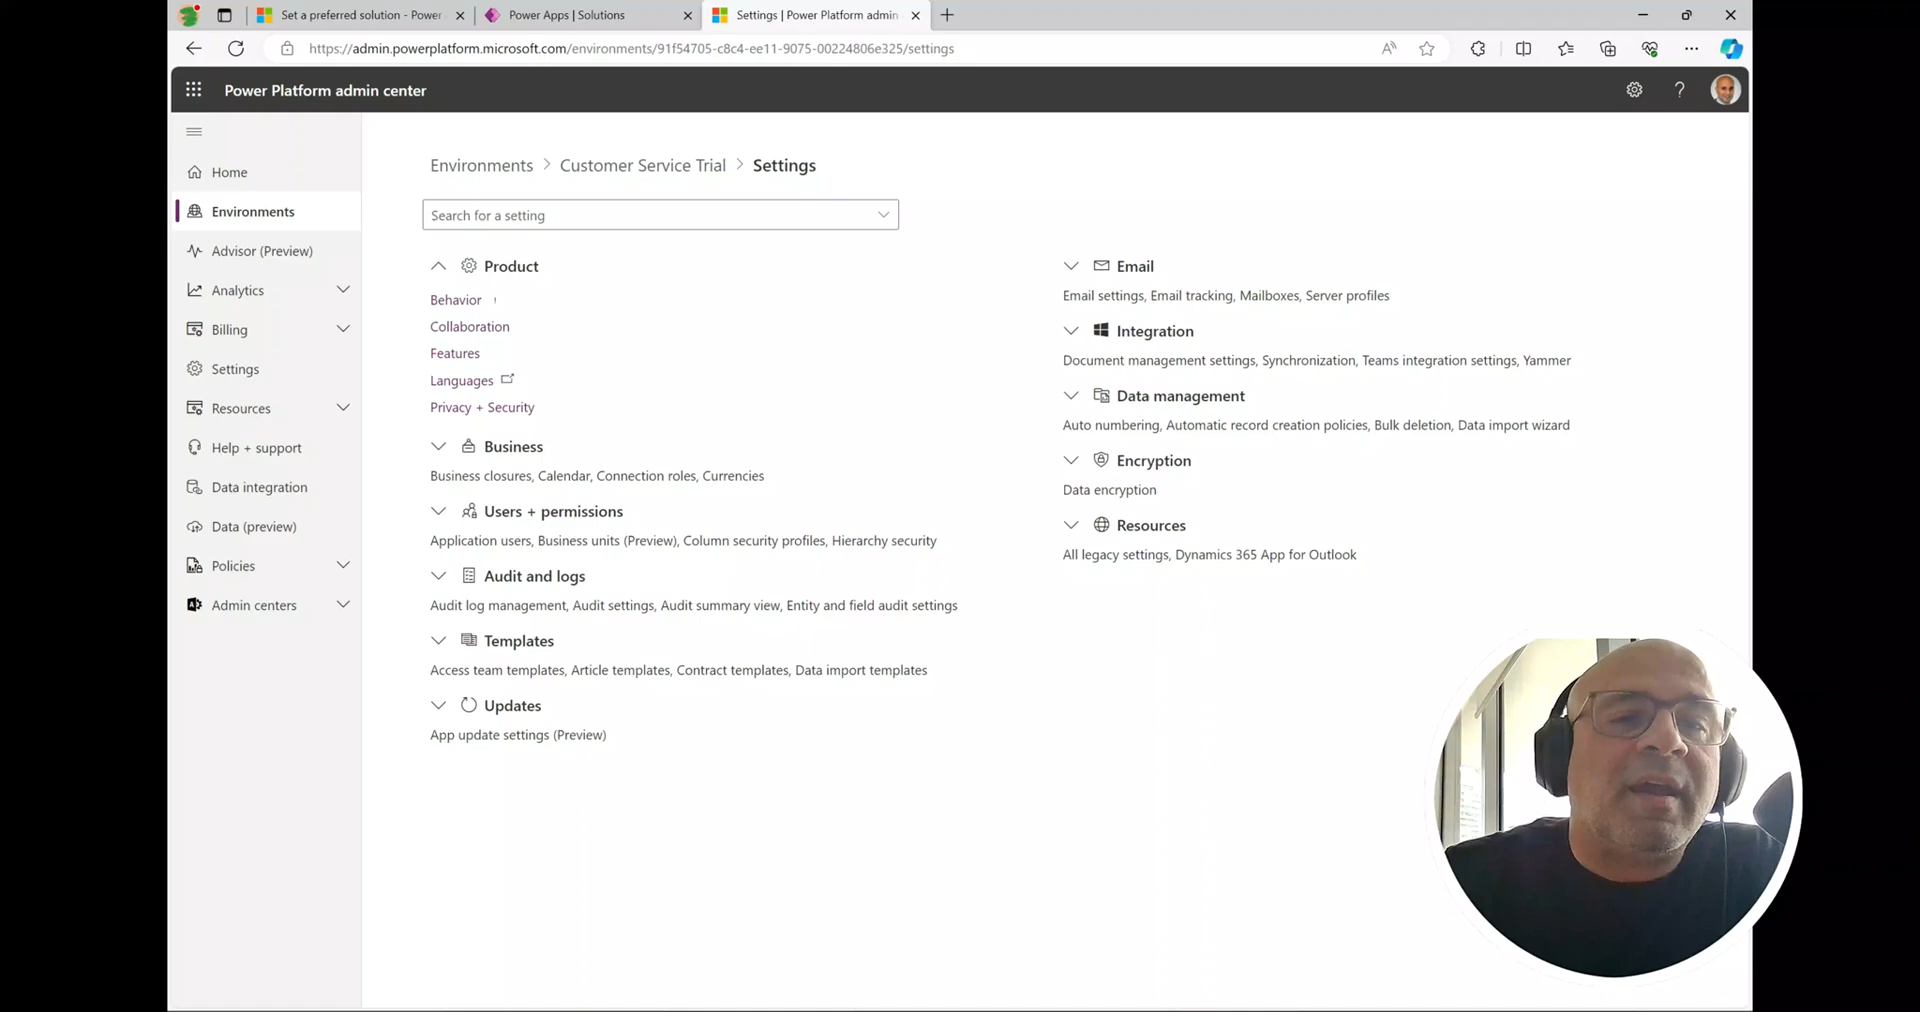 Set a preferred solution - Power
Power Apps | Solutions
Settings | Power Platform admin
https://admin.powerplatform.microsoft.com/environments/91f54705-c8c4-ee11-9075-00224806e325/settings
Power Platform admin center
Home
Environments
Advisor (Preview)
Analytics
Billing
Settings
Resources
Help + support
Data integration
Data (preview)
Policies
Admin centers
Environments > Customer Service Trial > Settings
Search for a setting
Product
Behavior
Collaboration
Features
Languages
Privacy + Security
Business
Business closures, Calendar, Connection roles, Currencies
Users + permissions
Application users, Business units (Preview), Column security profiles, Hierarchy security
Audit and logs
Audit log management, Audit settings, Audit summary view, Entity and field audit settings
Templates
Access team templates, Article templates, Contract templates, Data import templates
Updates
App update settings (Preview)
Email
Email settings, Email tracking, Mailboxes, Server profiles
Integration
Document management settings, Synchronization, Teams integration settings, Yammer
Data management
Auto numbering, Automatic record creation policies, Bulk deletion, Data import wizard
Encryption
Data encryption
Resources
All legacy settings, Dynamics 365 App for Outlook